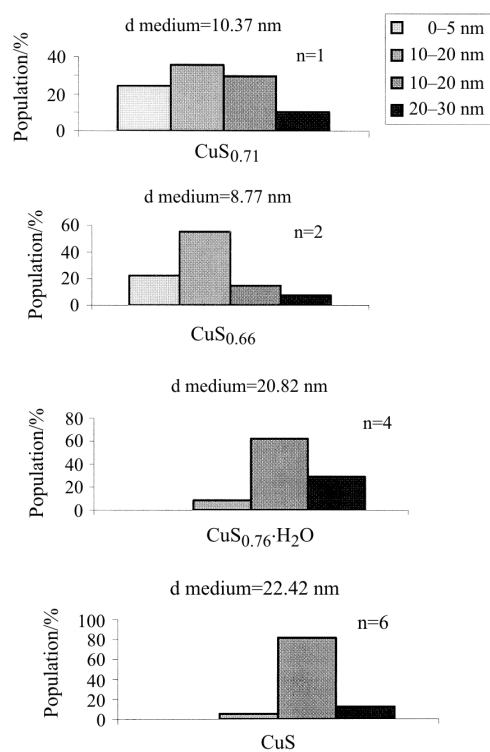 d medium=10.37 nm
n=1
Population/%
40
20
0
CuS0.71
0–5 nm
10–20 nm
10–20 nm
20–30 nm
d medium=8.77 nm
n=2
Population/%
60
40
20
0
CuS0.66
d medium=20.82 nm
n=4
Population/%
80
60
40
20
0
CuS0.76·H2O
d medium=22.42 nm
n=6
Population/%
100
80
60
40
20
0
CuS